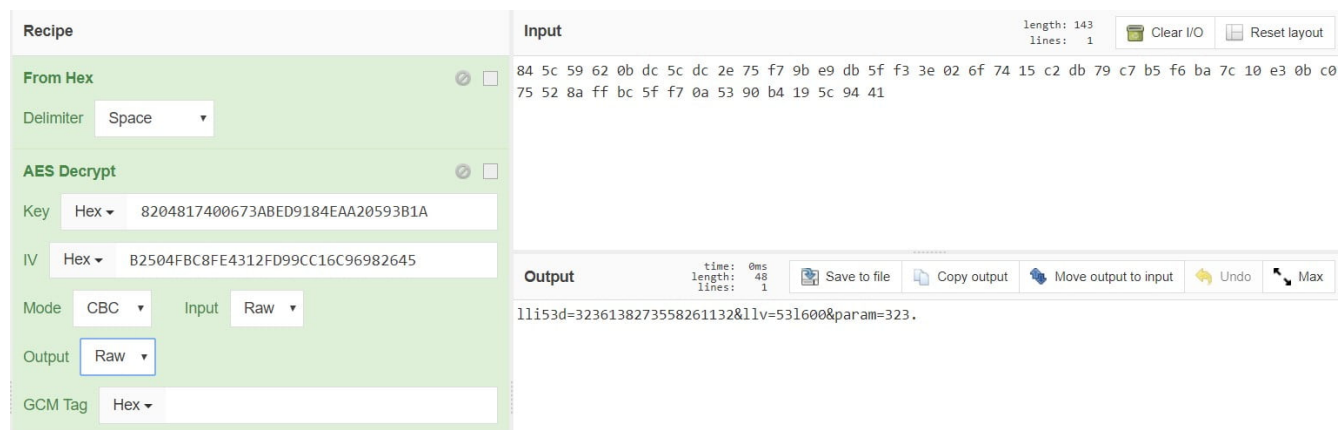 Recipe
From Hex
Delimiter Space
AES Decrypt
Key Hex 8204817400673ABED9184EAA20593B1A
IV Hex B2504FBC8FE4312FD99CC16C96982645
Mode CBC Input Raw
Output Raw
GCM Tag Hex
Input
length: 143
lines: 1
Clear I/O
Reset layout
84 5c 59 62 0b dc 5c dc 2e 75 f7 9b e9 db 5f f3 3e 02 6f 74 15 c2 db 79 c7 b5 f6 ba 7c 10 e3 0b c0
75 52 8a ff bc 5f f7 0a 53 90 b4 19 5c 94 41
Output
time: 0ms
length: 48
lines: 1
Save to file
Copy output
Move output to input
Undo
Max
lli53d=3236138273558261132&llv=53l600&param=323.